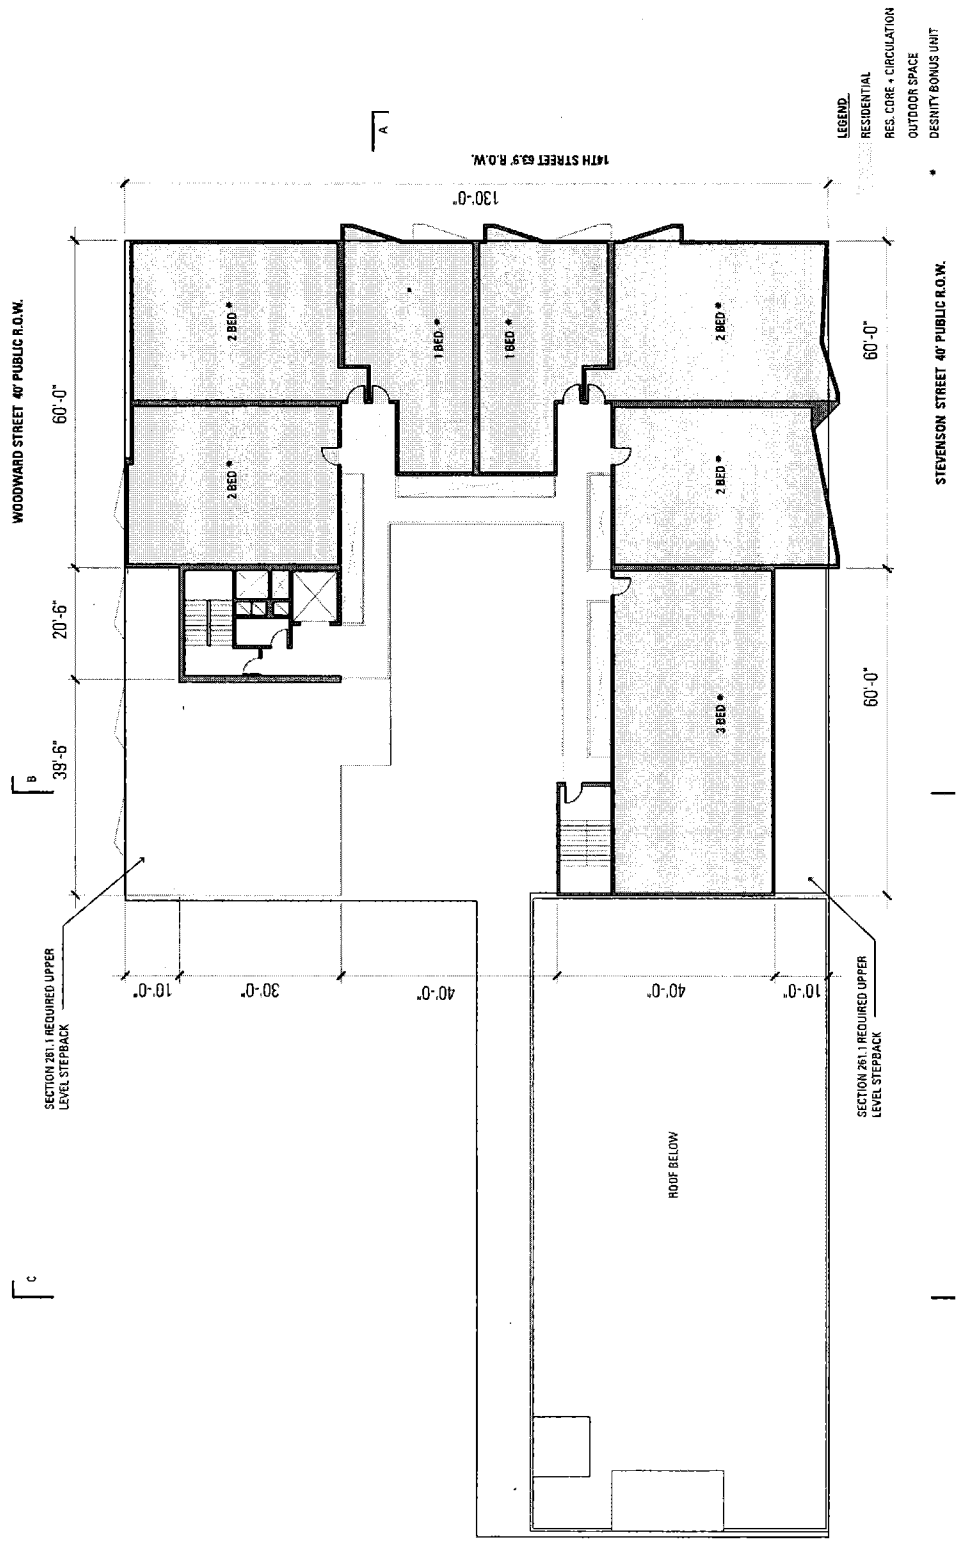 WOODWARD STREET 40' PUBLIC R.O.W.
60'-0"
20'-6"
39'-6"
B
C
A
14TH STREET 63.9' R.O.W.
130'-0"
2 BED *
2 BED *
1 BED *
1 BED *
2 BED *
2 BED *
3 BED *
SECTION 261.1 REQUIRED UPPER
LEVEL STEPBACK
10'-0"
30'-0"
40'-0"
40'-0"
10'-0"
ROOF BELOW
SECTION 261.1 REQUIRED UPPER
LEVEL STEPBACK
60'-0"
60'-0"
STEVENSON STREET 40' PUBLIC R.O.W.
LEGEND
RESIDENTIAL
RES. CORE + CIRCULATION
OUTDOOR SPACE
* DESNITY BONUS UNIT